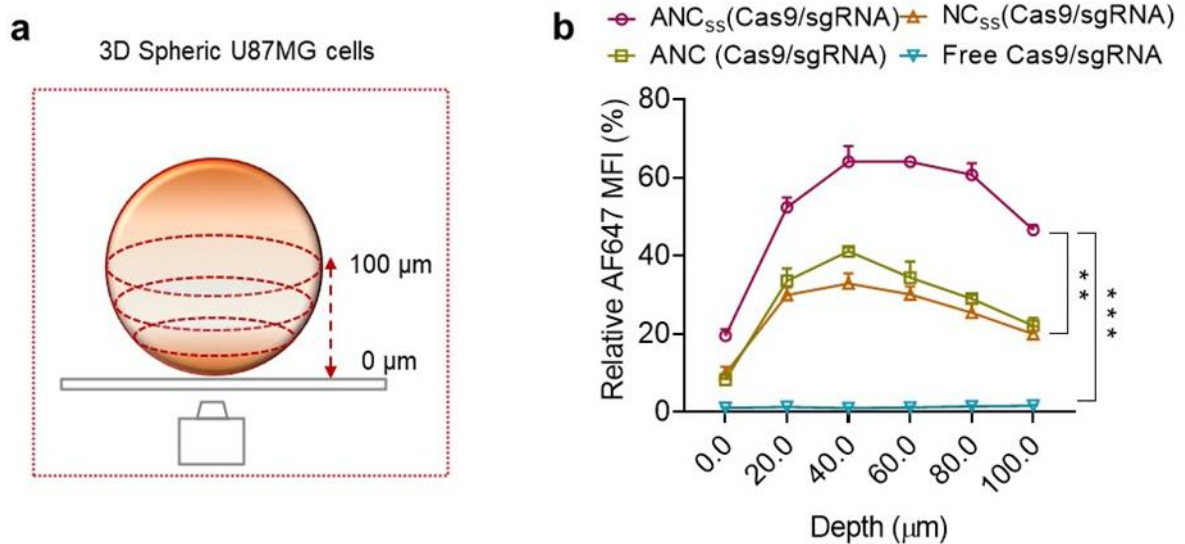 a
3D Spheric U87MG cells
100 μm
0 μm
b
ANCSS(Cas9/sgRNA) NCSS(Cas9/sgRNA)
ANC (Cas9/sgRNA) Free Cas9/sgRNA
Relative AF647 MFI (%)
80
60
40
20
0
0.0 20.0 40.0 60.0 80.0 100.0
Depth (μm)
**
***